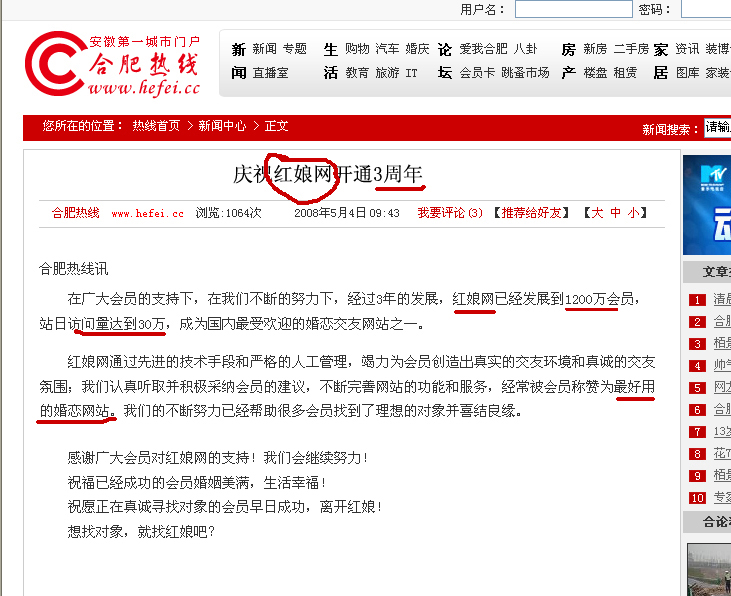 用户名： 密码：
安徽第一城市门户
合肥热线
www.hefei.cc
新闻 新闻 专题 直播室
生活 购物 汽车 婚庆 教育 旅游 IT
论坛 爱我合肥 八卦 会员卡 跳蚤市场
房产 新房 二手房 楼盘 租赁
家居 资讯 装博 图库 家装
您所在的位置： 热线首页 > 新闻中心 > 正文
新闻搜索： 请输
庆祝红娘网开通3周年
合肥热线 www.hefei.cc 浏览:1064次 2008年5月4日 09:43 我要评论(3) 【推荐给好友】 【大 中 小】
合肥热线讯
在广大会员的支持下，在我们不断的努力下，经过3年的发展，红娘网已经发展到1200万会员，
站日访问量达到30万，成为国内最受欢迎的婚恋交友网站之一。
红娘网通过先进的技术手段和严格的人工管理，竭力为会员创造出真实的交友环境和真诚的交友
氛围；我们认真听取并积极采纳会员的建议，不断完善网站的功能和服务，经常被会员称赞为最好用
的婚恋网站。我们的不断努力已经帮助很多会员找到了理想的对象并喜结良缘。
感谢广大会员对红娘网的支持！我们会继续努力！
祝福已经成功的会员婚姻美满，生活幸福！
祝愿正在真诚寻找对象的会员早日成功，离开红娘！
想找对象，就找红娘吧？
MTV
动
文章
1
2 合肥
3
4 帅
5 网
6 合肥
7 13
8 花
9
10 专
合论